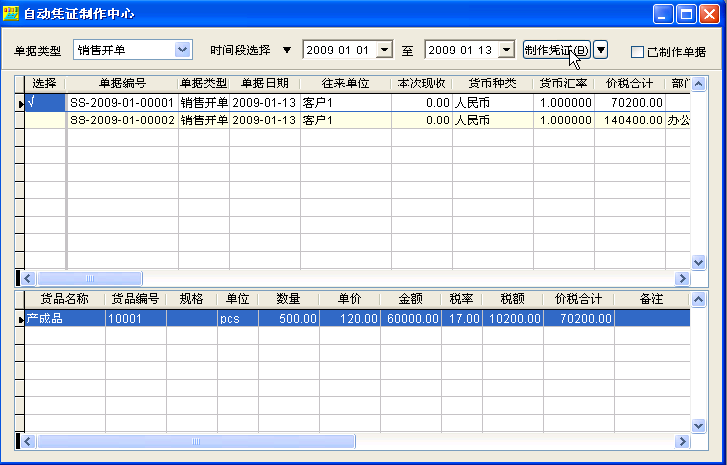 自动凭证制作中心
单据类型 销售开单 时间段选择 ▼ 2009-01-01 至 2009-01-13 制作凭证(B) 已制作单据
选择 单据编号 单据类型 单据日期 往来单位 本次现收 货币种类 货币汇率 价税合计 部门
√ SS-2009-01-00001 销售开单 2009-01-13 客户1 0.00 人民币 1.000000 70200.00
SS-2009-01-00002 销售开单 2009-01-13 客户1 0.00 人民币 1.000000 140400.00 办公
货品名称 货品编号 规格 单位 数量 单价 金额 税率 税额 价税合计 备注
产成品 10001 pcs 500.00 120.00 60000.00 17.00 10200.00 70200.00